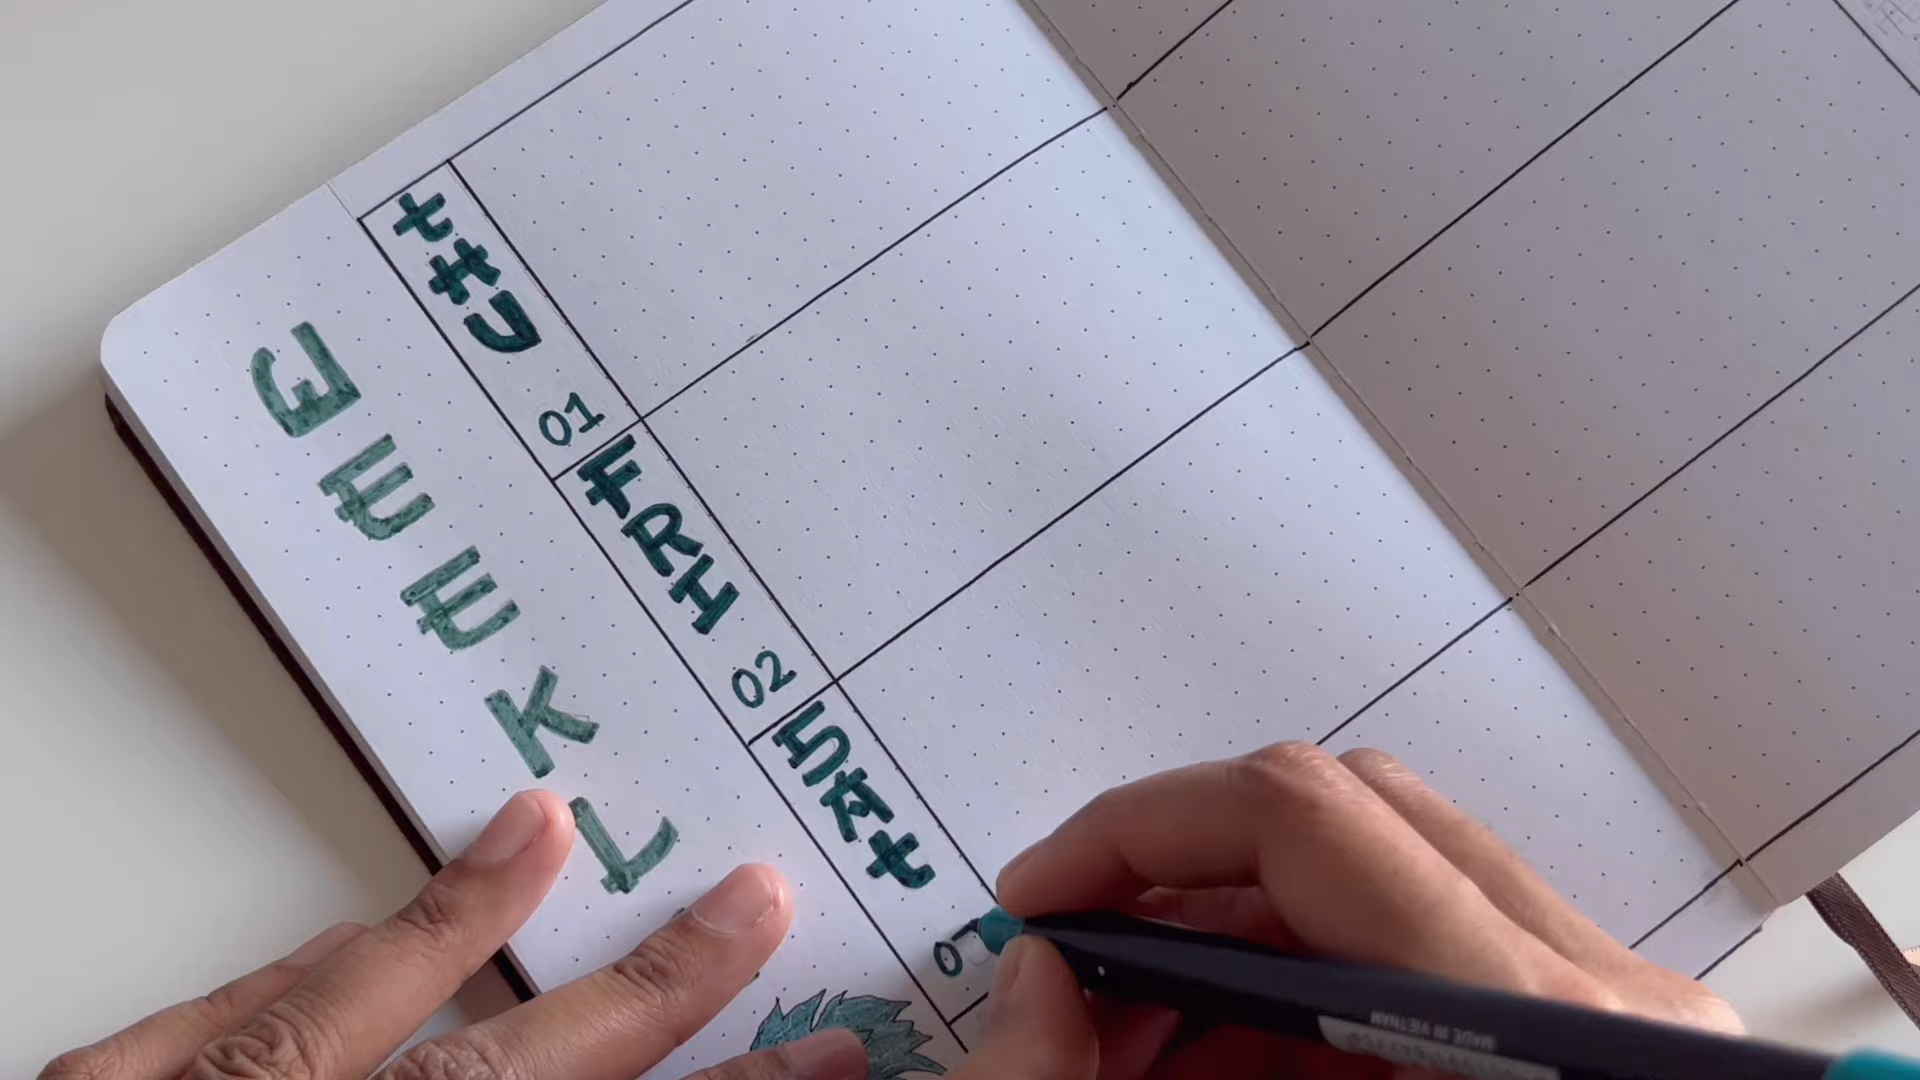 WEEKL
THU 01
FRI 02
SAT 0
MADE IN VIETNAM